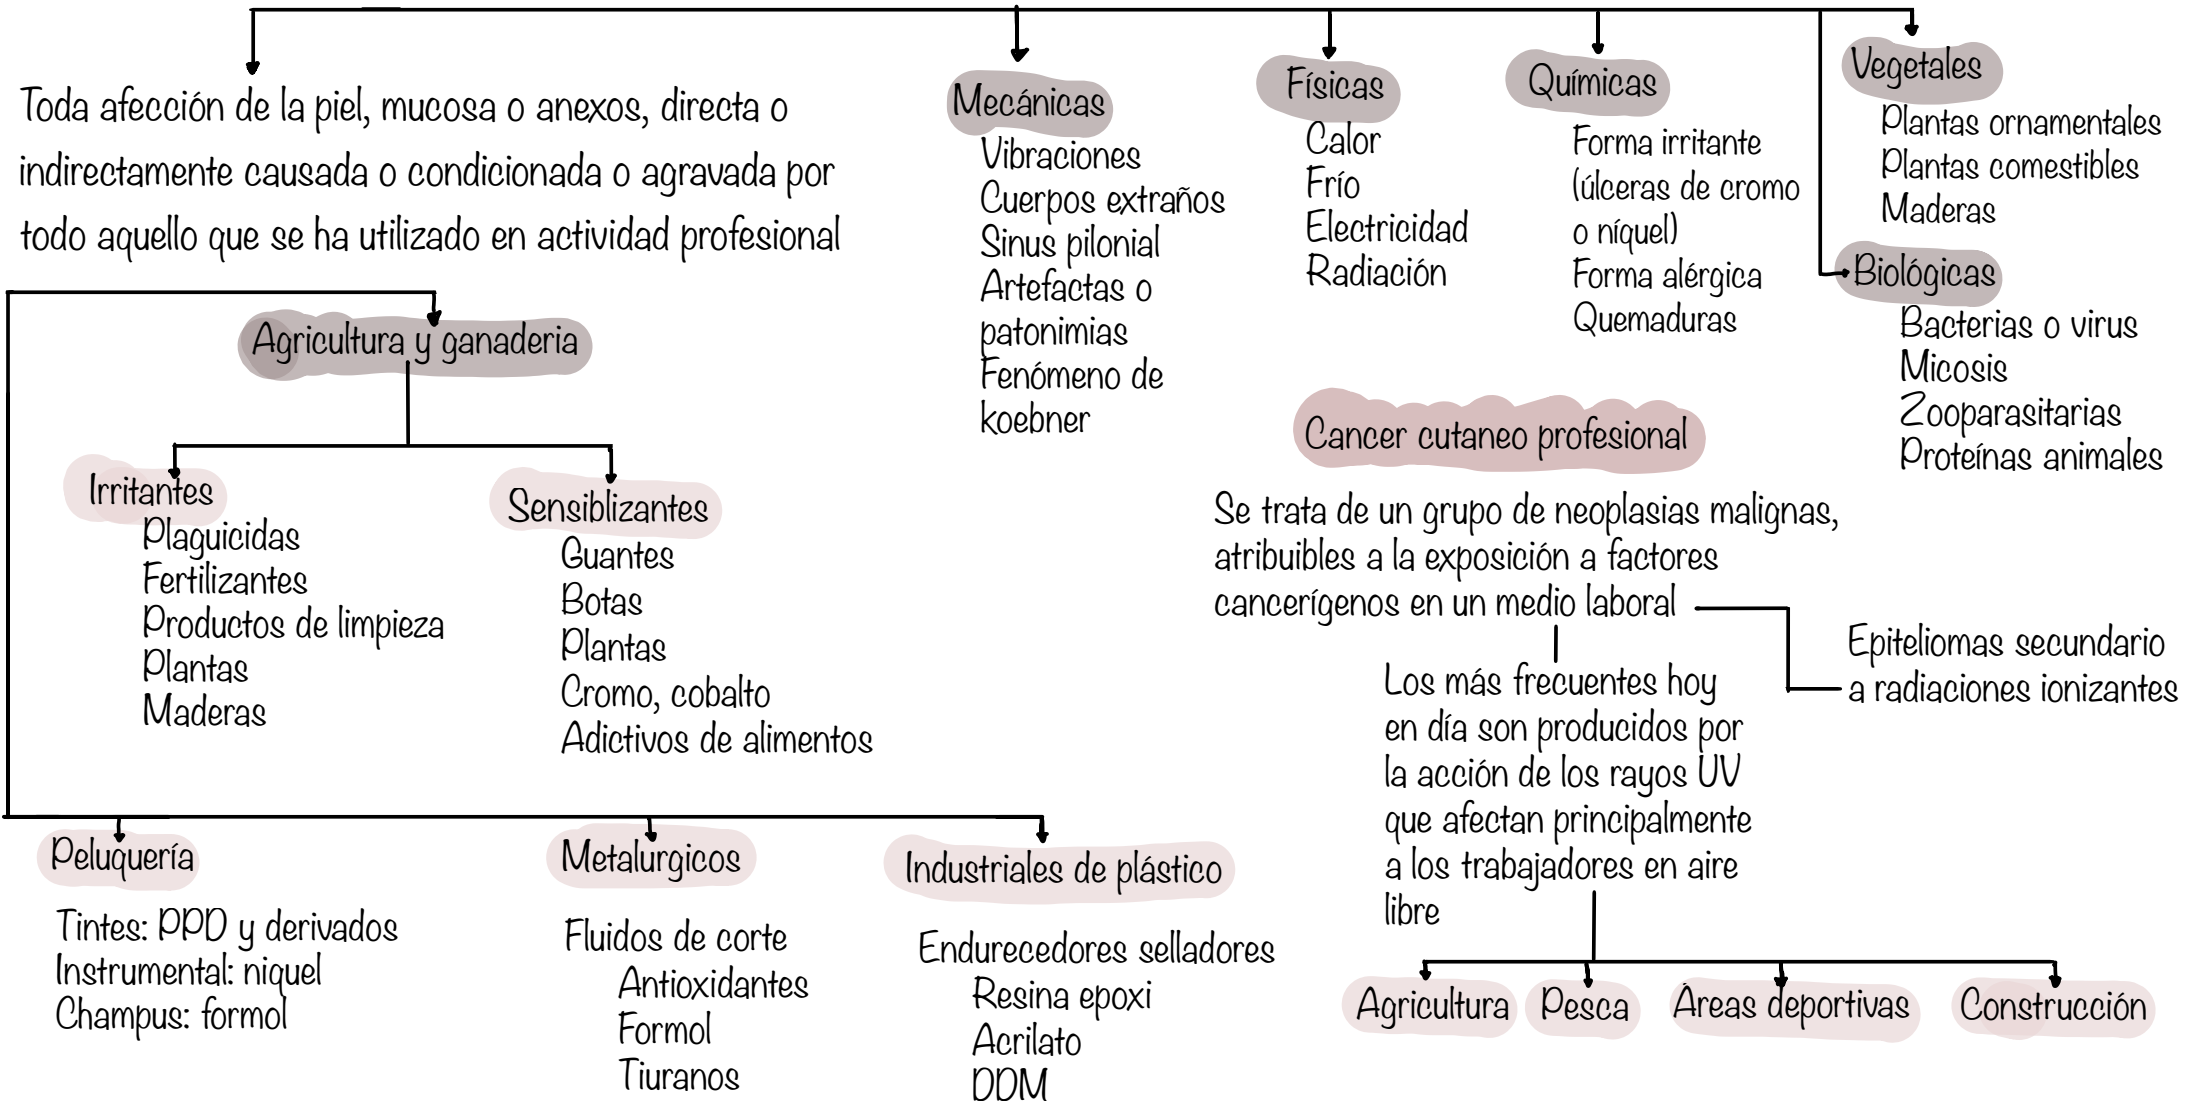 Toda afección de la piel, mucosa o anexos, directa o
indirectamente causada o condicionada o agravada por
todo aquello que se ha utilizado en actividad profesional
Mecánicas
Vibraciones
Cuerpos extraños
Sinus pilonial
Artefactas o
patonimias
Fenómeno de
koebner
Físicas
Calor
Frío
Electricidad
Radiación
Químicas
Forma irritante
(úlceras de cromo
o níquel)
Forma alérgica
Quemaduras
Vegetales
Plantas ornamentales
Plantas comestibles
Maderas
Biológicas
Bacterias o virus
Micosis
Zooparasitarias
Proteínas animales
Agricultura y ganaderia
Irritantes
Plaguicidas
Fertilizantes
Productos de limpieza
Plantas
Maderas
Sensiblizantes
Guantes
Botas
Plantas
Cromo, cobalto
Adictivos de alimentos
Peluquería
Tintes: PPD y derivados
Instrumental: niquel
Champus: formol
Metalurgicos
Fluidos de corte
Antioxidantes
Formol
Tiuranos
Industriales de plástico
Endurecedores selladores
Resina epoxi
Acrilato
DDM
Cancer cutaneo profesional
Se trata de un grupo de neoplasias malignas,
atribuibles a la exposición a factores
cancerígenos en un medio laboral
Epiteliomas secundario
a radiaciones ionizantes
Los más frecuentes hoy
en día son producidos por
la acción de los rayos UV
que afectan principalmente
a los trabajadores en aire
libre
Agricultura
Pesca
Áreas deportivas
Construcción